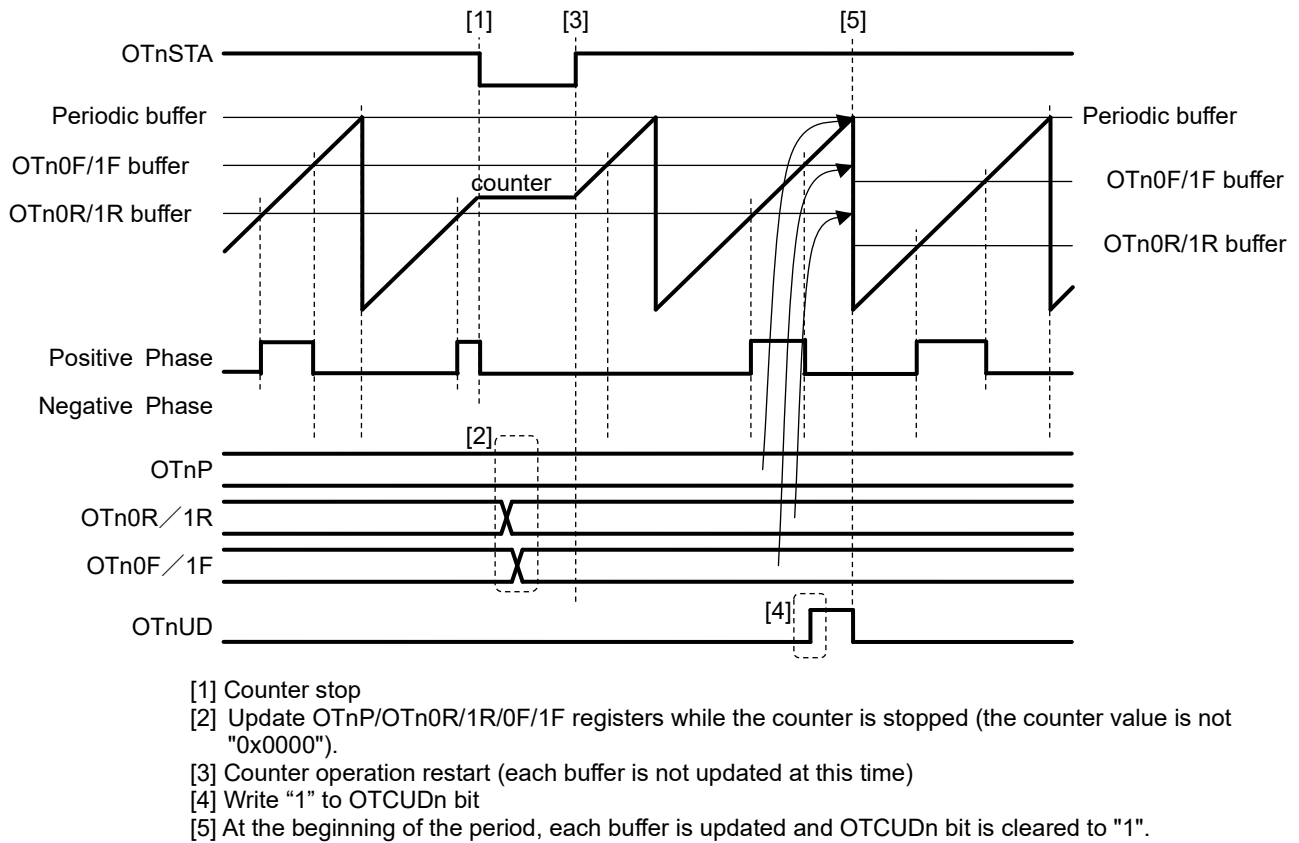 [1] [3] [5]
OTnSTA
Periodic buffer Periodic buffer
OTn0F/1F buffer
counter OTn0F/1F buffer
OTn0R/1R buffer
OTn0R/1R buffer
Positive Phase
Negative Phase
[2]
OTnP
OTn0R／1R
OTn0F／1F
[4]
OTnUD
[1] Counter stop
[2] Update OTnP/OTn0R/1R/0F/1F registers while the counter is stopped (the counter value is not
"0x0000").
[3] Counter operation restart (each buffer is not updated at this time)
[4] Write “1” to OTCUDn bit
[5] At the beginning of the period, each buffer is updated and OTCUDn bit is cleared to "1".